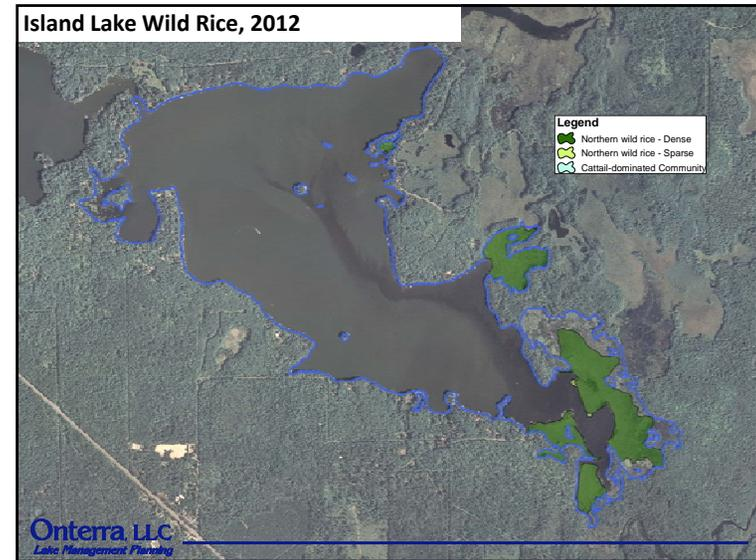 Island Lake Wild Rice, 2012
Legend
Northern wild rice - Dense
Northern wild rice - Sparse
Cattail-dominated Community
Onterra, LLC
Lake Management Planning